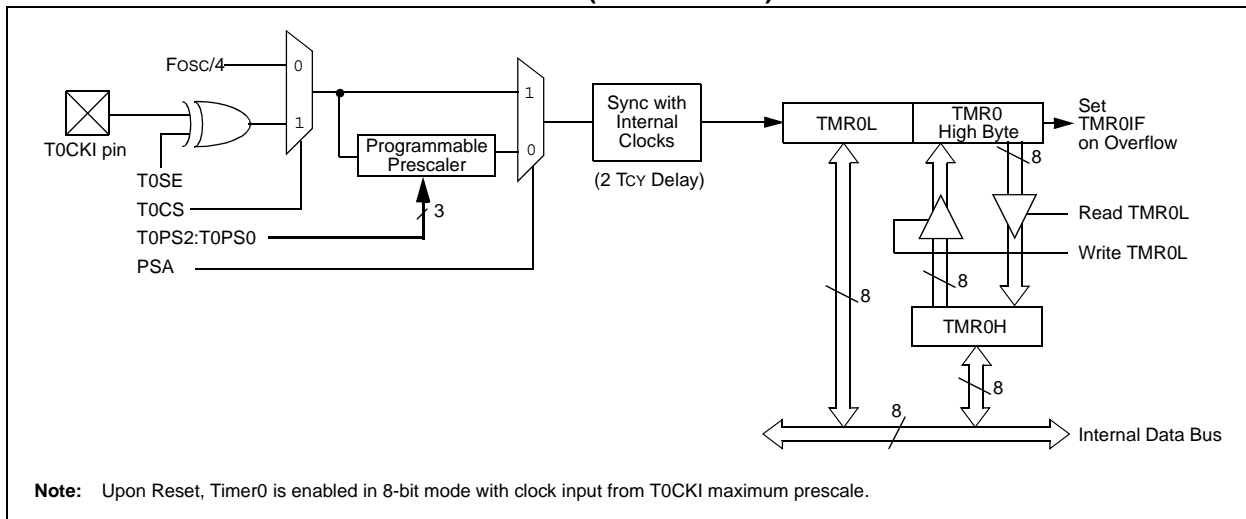 FOSC/4
0
1
T0CKI pin
T0SE
T0CS
T0PS2:T0PS0
PSA
Programmable
Prescaler
3
1
0
Sync with
Internal
Clocks
(2 TCY Delay)
TMR0L
TMR0
High Byte
Set
TMR0IF
on Overflow
8
Read TMR0L
Write TMR0L
8
8
TMR0H
8
8
Internal Data Bus
Note: Upon Reset, Timer0 is enabled in 8-bit mode with clock input from T0CKI maximum prescale.